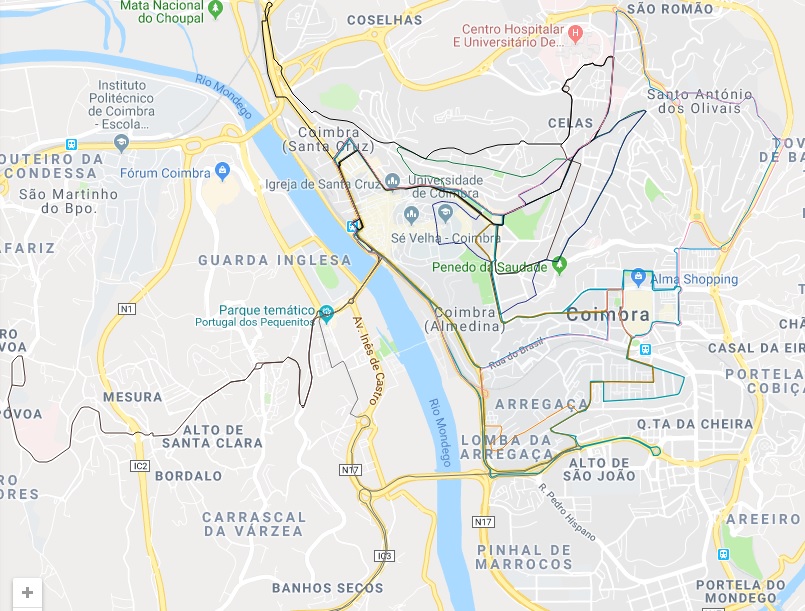 Mata Nacional
do Choupal
COSELHAS
SÃO ROMÃO
Centro Hospitalar
E Universitário De...
Instituto
Politécnico
de Coimbra
- Escola...
Rio Mondego
Santo António
dos Olivais
CELAS
Coimbra
(Santa Cruz)
TOV
DE BA
OUTEIRO DA
CONDESSA
Fórum Coimbra
Igreja de Santa Cruz
Universidade
de Coimbra
São Martinho
do Bpo.
Sé Velha - Coimbra
AFARIZ
GUARDA INGLESA
Penedo da Saudade
Alma Shopping
N1
Parque temático
Portugal dos Pequenitos
Coimbra
(Almedina)
Coimbra
CHÃ
RO
VOA
Av. Inês de Castro
Rua do Brasil
CASAL DA EIR
PORTELA D
COBIÇA
MESURA
PÓVOA
ARREGAÇA
Rio Mondego
Q.TA DA CHEIRA
ALTO DE
SANTA CLARA
LOMBA DA
ARREGAÇA
IC2
BORDALO
N17
ALTO DE
SÃO JOÃO
RO
ORES
R. Pedro Hispano
CARRASCAL
DA VÁRZEA
N17
AREEIRO
IC3
PINHAL DE
MARROCOS
BANHOS SECOS
PORTELA DO
MONDEGO
+